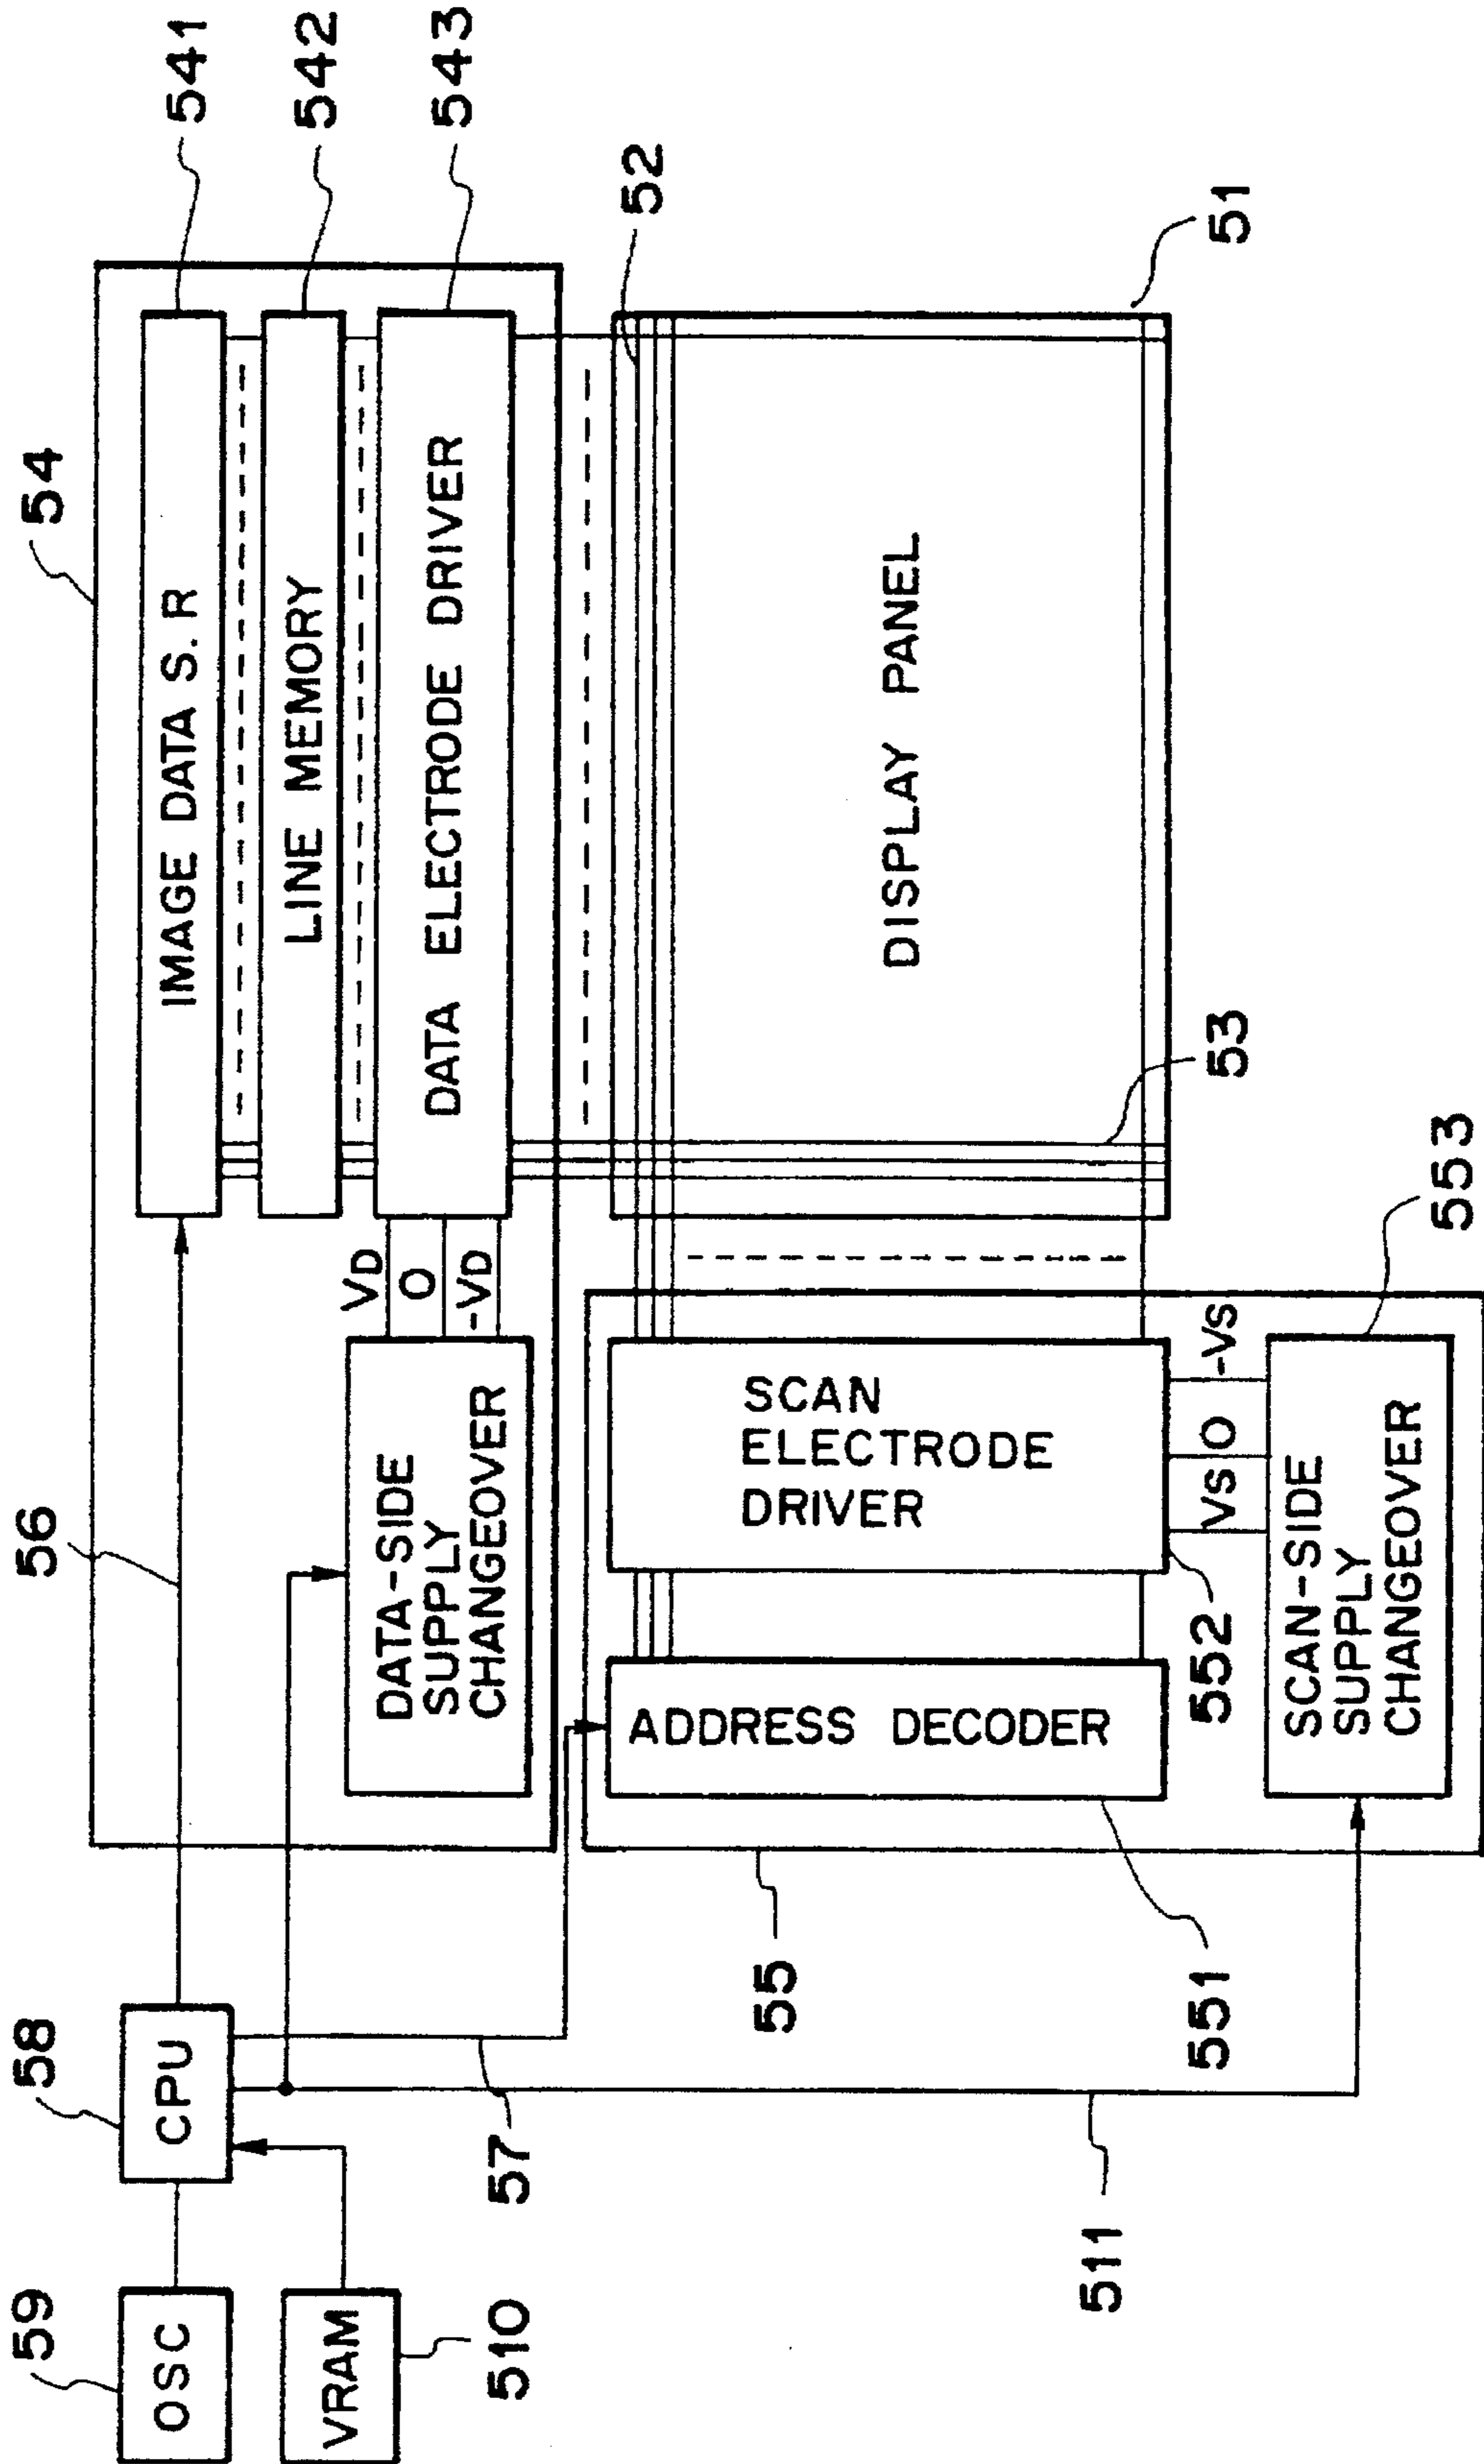 59
OSC
VRAM
510
58
CPU
57
511
56
54
IMAGE DATA S. R
541
LINE MEMORY
542
DATA ELECTRODE DRIVER
543
DATA-SIDE
SUPPLY
CHANGEOVER
VD
0
-VD
55
ADDRESS DECODER
551
SCAN
ELECTRODE
DRIVER
552
Vs
0
-Vs
SCAN-SIDE
SUPPLY
CHANGEOVER
553
52
DISPLAY PANEL
53
51